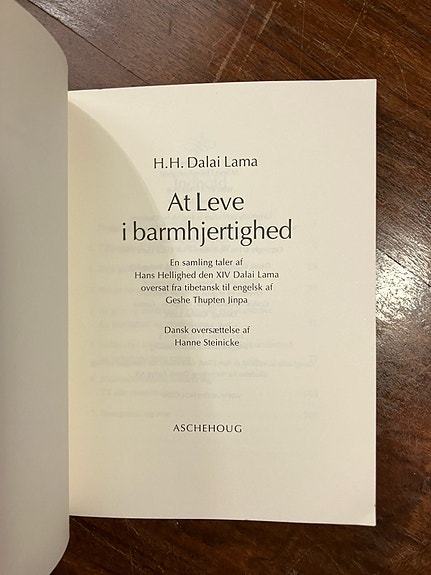 H.H. Dalai Lama
At Leve
i barmhjertighed
En samling taler af
Hans Hellighed den XIV Dalai Lama
oversat fra tibetansk til engelsk af
Geshe Thupten Jinpa
Dansk oversættelse af
Hanne Steinicke
ASCHEHOUG